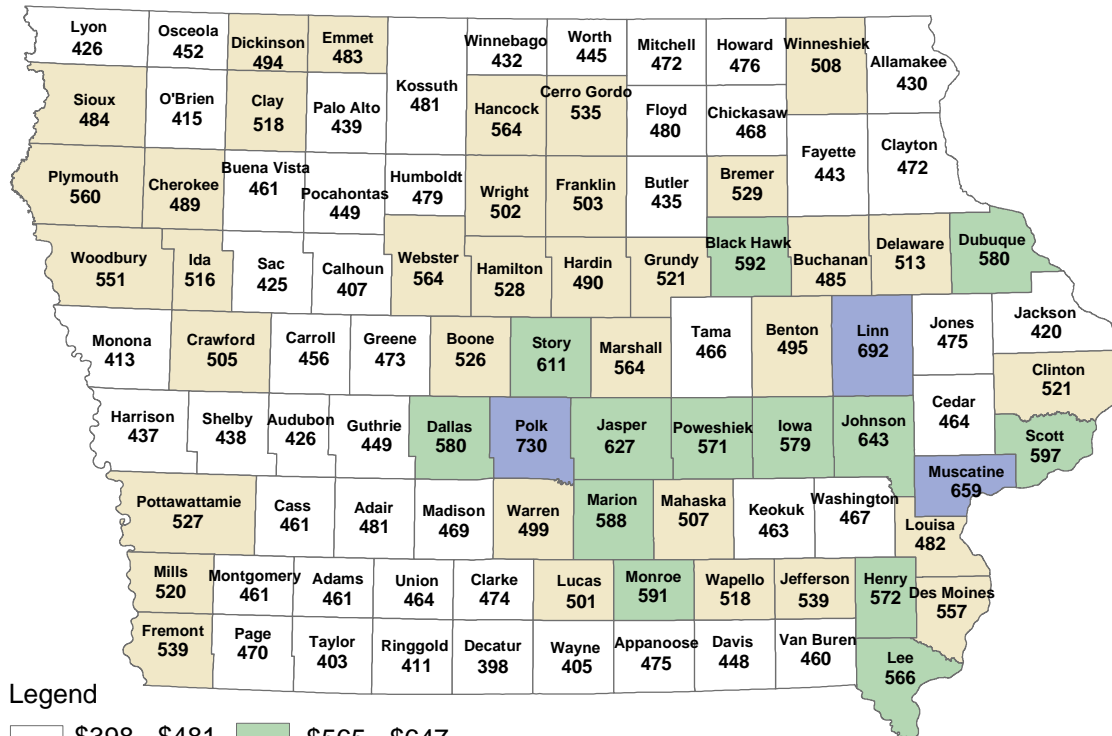 Lyon
426
Osceola
452
Dickinson
494
Emmet
483
Kossuth
481
Winnebago
432
Worth
445
Mitchell
472
Howard
476
Winneshiek
508
Allamakee
430
Sioux
484
O'Brien
415
Clay
518
Palo Alto
439
Hancock
564
Cerro Gordo
535
Floyd
480
Chickasaw
468
Fayette
443
Clayton
472
Plymouth
560
Cherokee
489
Buena Vista
461
Pocahontas
449
Humboldt
479
Wright
502
Franklin
503
Butler
435
Bremer
529
Woodbury
551
Ida
516
Sac
425
Calhoun
407
Webster
564
Hamilton
528
Hardin
490
Grundy
521
Black Hawk
592
Buchanan
485
Delaware
513
Dubuque
580
Monona
413
Crawford
505
Carroll
456
Greene
473
Boone
526
Story
611
Marshall
564
Tama
466
Benton
495
Linn
692
Jones
475
Jackson
420
Clinton
521
Harrison
437
Shelby
438
Audubon
426
Guthrie
449
Dallas
580
Polk
730
Jasper
627
Poweshiek
571
Iowa
579
Johnson
643
Cedar
464
Scott
597
Muscatine
659
Pottawattamie
527
Cass
461
Adair
481
Madison
469
Warren
499
Marion
588
Mahaska
507
Keokuk
463
Washington
467
Louisa
482
Mills
520
Montgomery
461
Adams
461
Union
464
Clarke
474
Lucas
501
Monroe
591
Wapello
518
Jefferson
539
Henry
572
Des Moines
557
Fremont
539
Page
470
Taylor
403
Ringgold
411
Decatur
398
Wayne
405
Appanoose
475
Davis
448
Van Buren
460
Lee
566
Legend
$398 - $481
$565 - $647